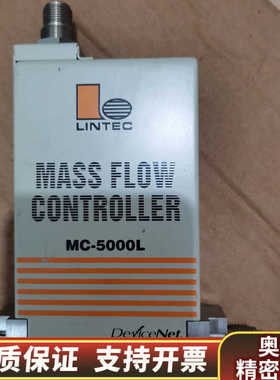 LINTEC
MASS FLOW
CONTROLLER
MC-5000L
DeviceNet
质保证 支持开票
奥
精密